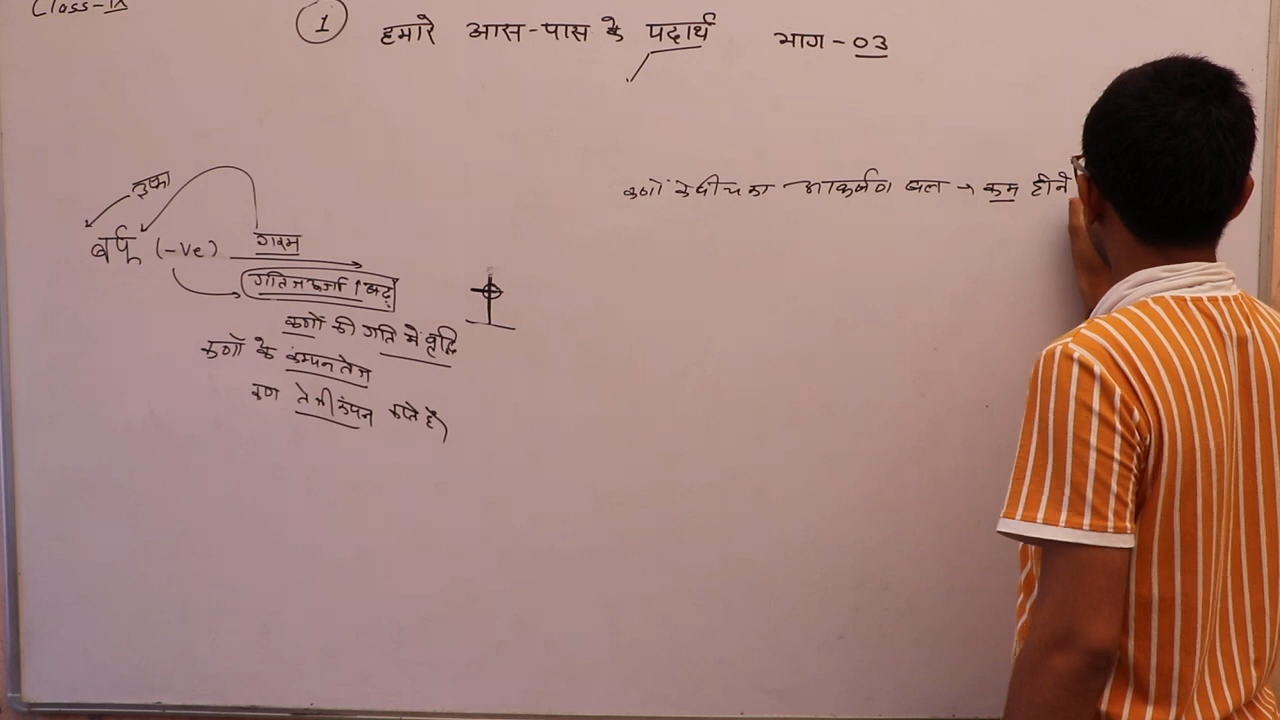 Class-IX
1 हमारे आस-पास के पदार्थ भाग-03
कणों के बीच का आकर्षण बल → कम होने
बर्फ (-Ve) गरम
गतिज ऊर्जा ↑ बढ़
कणों की गति में वृद्धि
कणों के कम्पन तेज
कण तेजी कंपन करते हैं